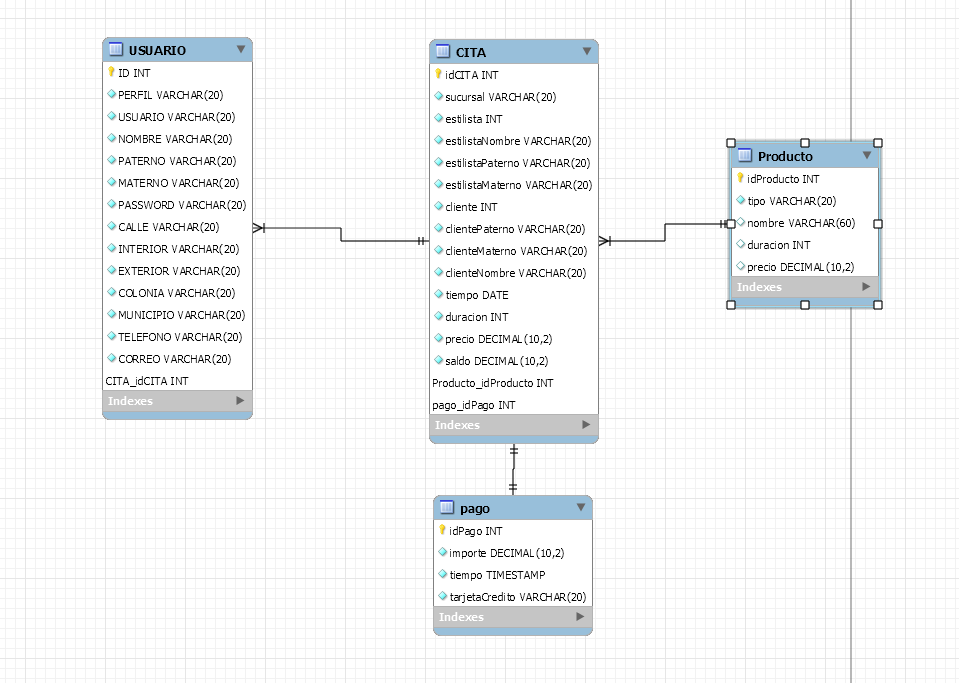 USUARIO
ID INT
PERFIL VARCHAR(20)
USUARIO VARCHAR(20)
NOMBRE VARCHAR(20)
PATERNO VARCHAR(20)
MATERNO VARCHAR(20)
PASSWORD VARCHAR(20)
CALLE VARCHAR(20)
INTERIOR VARCHAR(20)
EXTERIOR VARCHAR(20)
COLONIA VARCHAR(20)
MUNICIPIO VARCHAR(20)
TELEFONO VARCHAR(20)
CORREO VARCHAR(20)
CITA_idCITA INT
Indexes
CITA
idCITA INT
sucursal VARCHAR(20)
estilista INT
estilistaNombre VARCHAR(20)
estilistaPaterno VARCHAR(20)
estilistaMaterno VARCHAR(20)
cliente INT
clientePaterno VARCHAR(20)
clienteMaterno VARCHAR(20)
clienteNombre VARCHAR(20)
tiempo DATE
duracion INT
precio DECIMAL(10,2)
saldo DECIMAL(10,2)
Producto_idProducto INT
pago_idPago INT
Indexes
Producto
idProducto INT
tipo VARCHAR(20)
nombre VARCHAR(60)
duracion INT
precio DECIMAL(10,2)
Indexes
pago
idPago INT
importe DECIMAL(10,2)
tiempo TIMESTAMP
tarjetaCredito VARCHAR(20)
Indexes